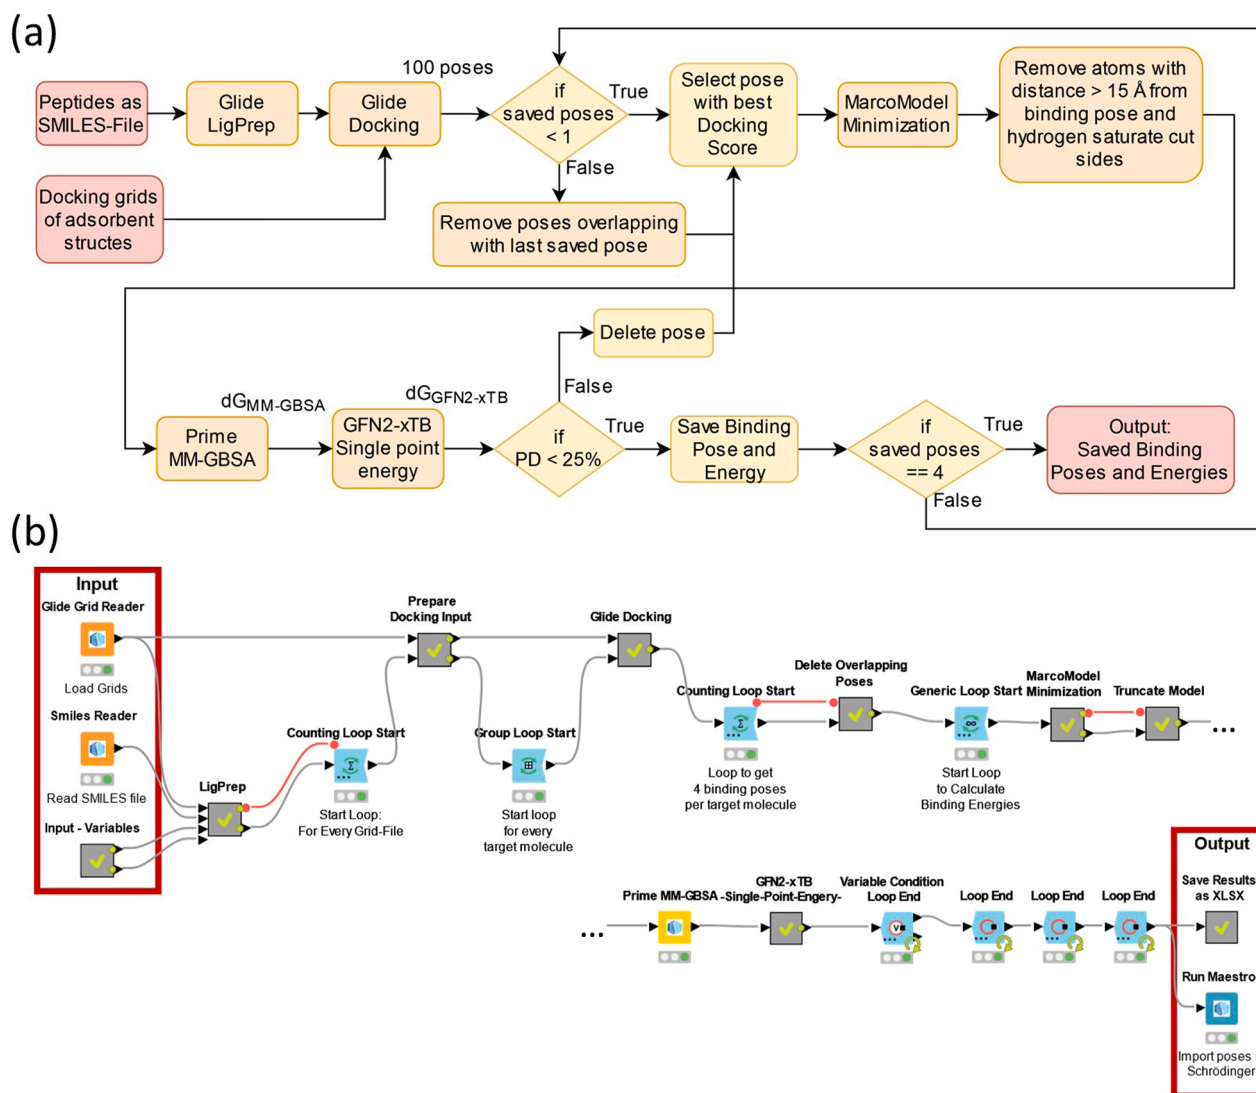 (a)
100 poses
Peptides as
SMILES-File
Glide
LigPrep
Glide
Docking
if
saved poses
< 1
True
False
Select pose
with best
Docking
Score
MarcoModel
Minimization
Remove atoms with
distance > 15 Å from
binding pose and
hydrogen saturate cut
sides
Docking grids
of adsorbent
structes
Remove poses overlapping
with last saved pose
Delete pose
False
dGMM-GBSA
dGGFN2-xTB
Prime
MM-GBSA
GFN2-xTB
Single point
energy
if
PD < 25%
True
Save Binding
Pose and
Energy
if
saved poses
== 4
True
False
Output:
Saved Binding
Poses and Energies
(b)
Input
Glide Grid Reader
Load Grids
Smiles Reader
Read SMILES file
Input - Variables
LigPrep
Counting Loop Start
Start Loop:
For Every Grid-File
Prepare
Docking Input
Group Loop Start
Start loop
for every
target molecule
Glide Docking
Counting Loop Start
Loop to get
4 binding poses
per target molecule
Delete Overlapping
Poses
Generic Loop Start
Start Loop
to Calculate
Binding Energies
MarcoModel
Minimization
Truncate Model
...
...
Prime MM-GBSA
GFN2-xTB
-Single-Point-Engery-
Variable Condition
Loop End
Loop End
Loop End
Loop End
Output
Save Results
as XLSX
Run Maestro
Import poses
Schrödinger